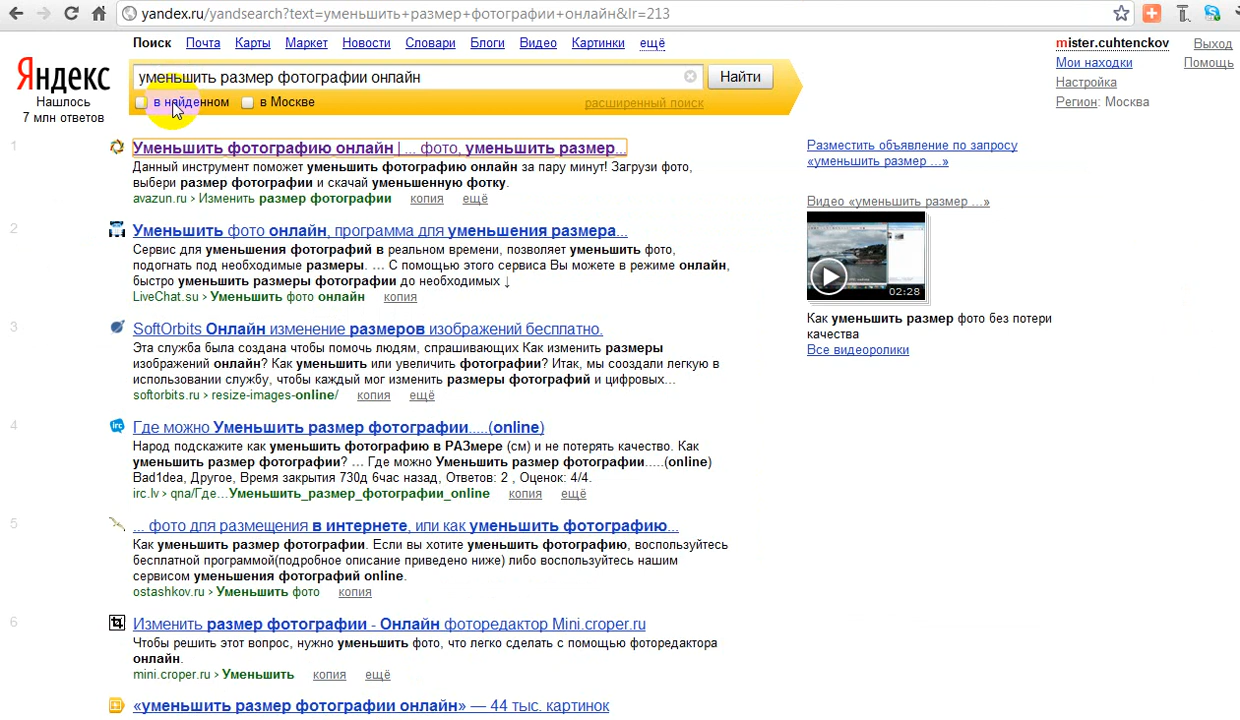 yandex.ru/yandsearch?text=уменьшить+размер+фотографии+онлайн&lr=213
Поиск Почта Карты Маркет Новости Словари Блоги Видео Картинки ещё
mister.cuhtenckov Выход
Мои находки Помощь
Настройка
Регион: Москва
Яндекс
Нашлось
7 млн ответов
уменьшить размер фотографии онлайн Найти
в найденном в Москве расширенный поиск
1 Уменьшить фотографию онлайн | ... фото, уменьшить размер...
Данный инструмент поможет уменьшить фотографию онлайн за пару минут! Загрузи фото,
выбери размер фотографии и скачай уменьшенную фотку.
avazun.ru › Изменить размер фотографии копия ещё
2 Уменьшить фото онлайн, программа для уменьшения размера...
Сервис для уменьшения фотографий в реальном времени, позволяет уменьшить фото,
подогнать под необходимые размеры. ... С помощью этого сервиса Вы можете в режиме онлайн,
быстро уменьшить размеры фотографии до необходимых ↓
LiveChat.su › Уменьшить фото онлайн копия
3 SoftOrbits Онлайн изменение размеров изображений бесплатно.
Эта служба была создана чтобы помочь людям, спрашивающих Как изменить размеры
изображений онлайн? Как уменьшить или увеличить фотографии? Итак, мы сооздали легкую в
использовании службу, чтобы каждый мог изменить размеры фотографий и цифровых...
softorbits.ru › resize-images-online/ копия ещё
4 Где можно Уменьшить размер фотографии.....(online)
Народ подскажите как уменьшить фотографию в РАЗмере (см) и не потерять качество. Как
уменьшить размер фотографии? ... Где можно Уменьшить размер фотографии.....(online)
Bad1dea, Другое, Время закрытия 730д 6час назад, Ответов: 2 , Оценок: 4/4.
irc.lv › qna/Где...Уменьшить_размер_фотографии_online копия ещё
5 ... фото для размещения в интернете, или как уменьшить фотографию...
Как уменьшить размер фотографии. Если вы хотите уменьшить фотографию, воспользуйтесь
бесплатной программой(подробное описание приведено ниже) либо воспользуйтесь нашим
сервисом уменьшения фотографий online.
ostashkov.ru › Уменьшить фото копия
6 Изменить размер фотографии - Онлайн фоторедактор Mini.croper.ru
Чтобы решить этот вопрос, нужно уменьшить фото, что легко сделать с помощью фоторедактора
онлайн.
mini.croper.ru › Уменьшить копия ещё
«уменьшить размер фотографии онлайн» — 44 тыс. картинок
Разместить объявление по запросу
«уменьшить размер ...»
Видео «уменьшить размер ...»
02:28
Как уменьшить размер фото без потери
качества
Все видеоролики